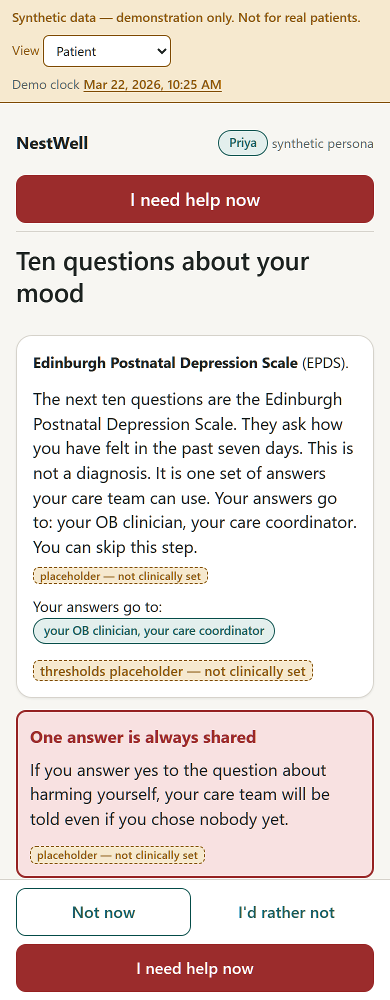 Synthetic data — demonstration only. Not for real patients.
View Patient
Demo clock Mar 22, 2026, 10:25 AM
NestWell
Priya synthetic persona
I need help now
Ten questions about your
mood
Edinburgh Postnatal Depression Scale (EPDS).
The next ten questions are the Edinburgh
Postnatal Depression Scale. They ask how
you have felt in the past seven days. This is
not a diagnosis. It is one set of answers
your care team can use. Your answers go
to: your OB clinician, your care coordinator.
You can skip this step.
placeholder — not clinically set
Your answers go to:
your OB clinician, your care coordinator
thresholds placeholder — not clinically set
One answer is always shared
If you answer yes to the question about
harming yourself, your care team will be
told even if you chose nobody yet.
placeholder — not clinically set
Not now
I'd rather not
I need help now